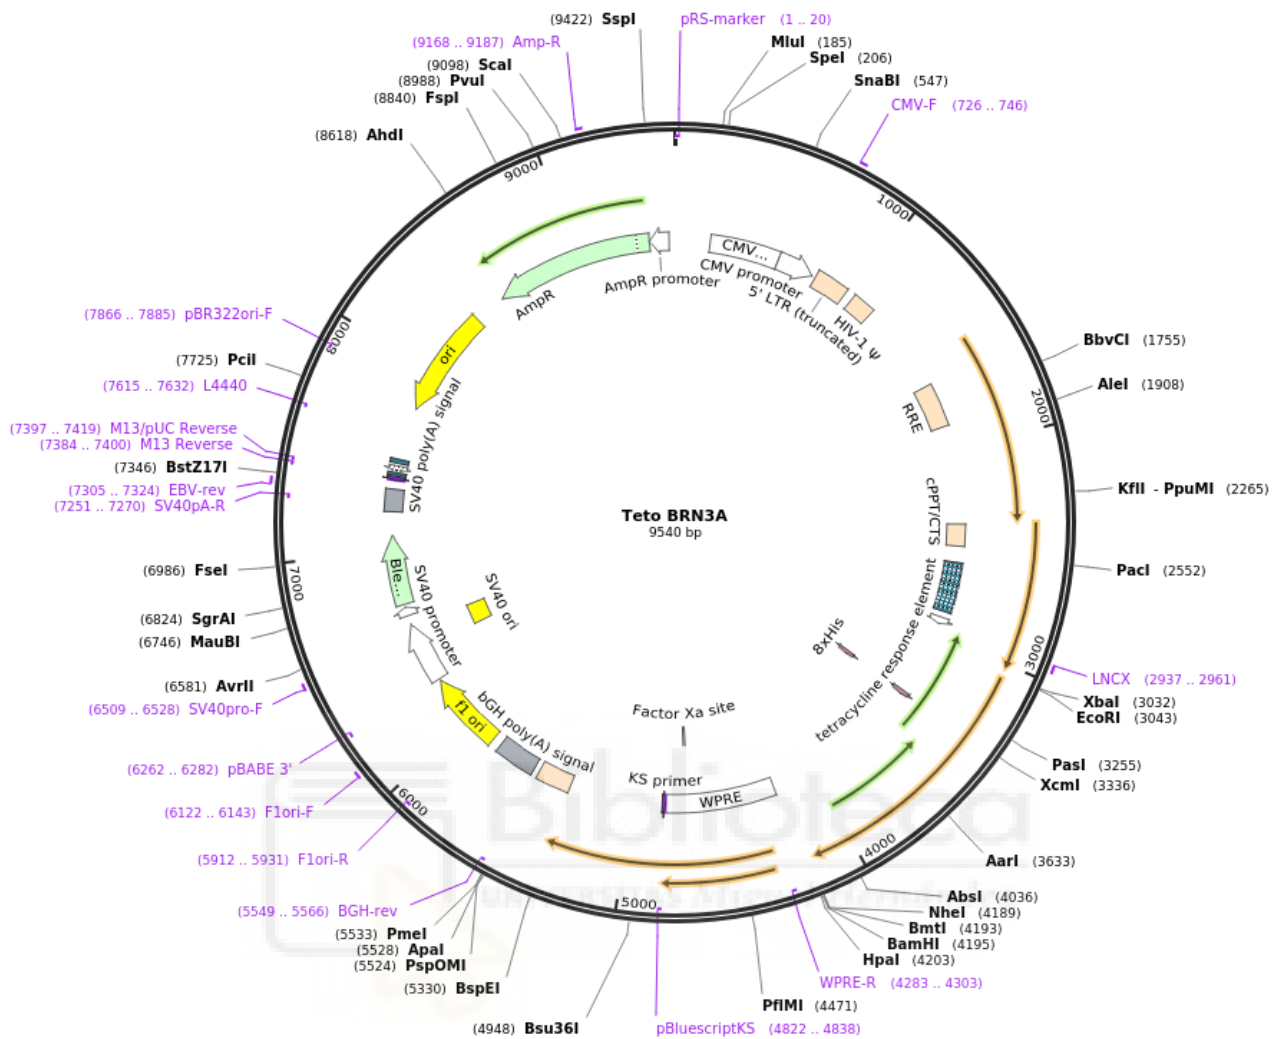 (9422) SspI
pRS-marker (1 .. 20)
(9168 .. 9187) Amp-R
MluI (185)
SpeI (206)
(9098) ScaI
(8988) PvuI
SnaBI (547)
(8840) FspI
CMV-F (726 .. 746)
(8618) AhdI
9000
1000
CMV...
CMV promoter
AmpR promoter
5' LTR (truncated)
AmpR
HIV-1 Ψ
(7866 .. 7885) pBR322ori-F
8000
ori
BbvCI (1755)
(7725) PciI
(7615 .. 7632) L4440
AleI (1908)
2000
RRE
(7397 .. 7419) M13/pUC Reverse
(7384 .. 7400) M13 Reverse
SV40 poly(A) signal
(7346) BstZ17I
(7305 .. 7324) EBV-rev
(7251 .. 7270) SV40pA-R
KflI - PpuMI (2265)
cPPT/CTS
Teto BRN3A
9540 bp
(6986) FseI
7000
Ble...
SV40 promoter
SV40 ori
PacI (2552)
tetracycline response element
(6824) SgrAI
(6746) MauBI
8xHis
3000
(6581) AvrII
LNCX (2937 .. 2961)
(6509 .. 6528) SV40pro-F
XbaI (3032)
EcoRI (3043)
f1 ori
bGH poly(A) signal
Factor Xa site
PasI (3255)
(6262 .. 6282) pBABE 3'
XcmI (3336)
KS primer
WPRE
6000
(6122 .. 6143) F1ori-F
Biblioteca
4000
(5912 .. 5931) F1ori-R
AarI (3633)
UNIVERSITAS Miguel Hernández
AbsI (4036)
5000
(5549 .. 5566) BGH-rev
NheI (4189)
(5533) PmeI
BmtI (4193)
(5528) ApaI
BamHI (4195)
(5524) PspOMI
HpaI (4203)
(5330) BspEI
WPRE-R (4283 .. 4303)
PflMI (4471)
(4948) Bsu36I
pBluescriptKS (4822 .. 4838)